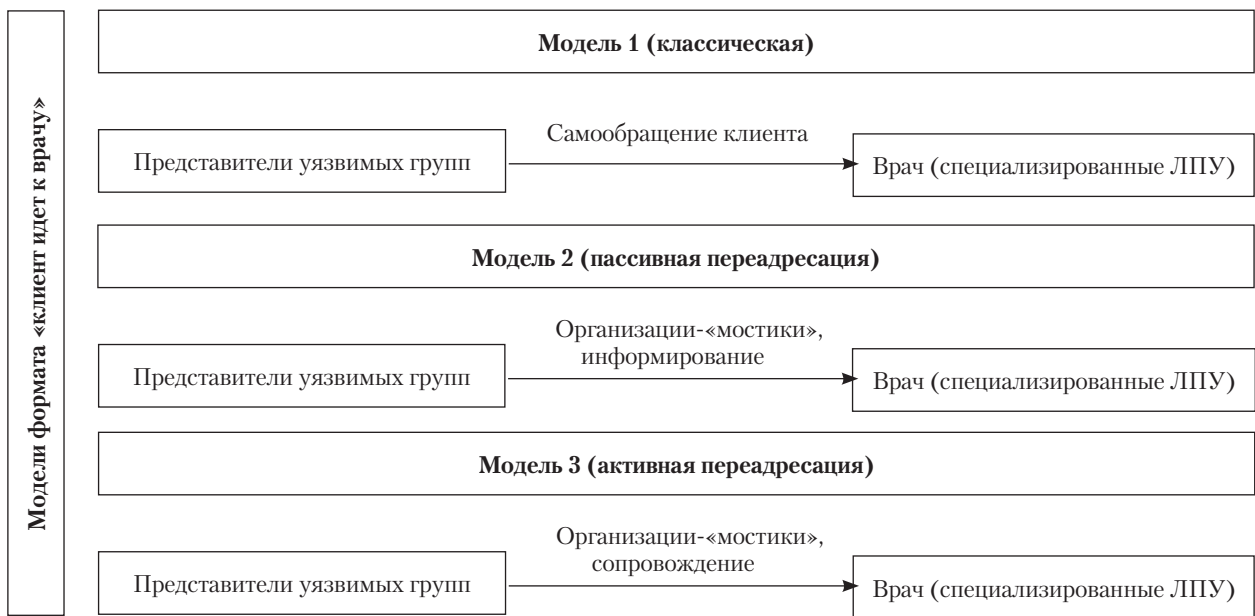 Модели формата «клиент идет к врачу»
Модель 1 (классическая)
Самообращение клиента
Представители уязвимых групп
Врач (специализированные ЛПУ)
Модель 2 (пассивная переадресация)
Организации-«мостики»,
информирование
Представители уязвимых групп
Врач (специализированные ЛПУ)
Модель 3 (активная переадресация)
Организации-«мостики»,
сопровождение
Представители уязвимых групп
Врач (специализированные ЛПУ)